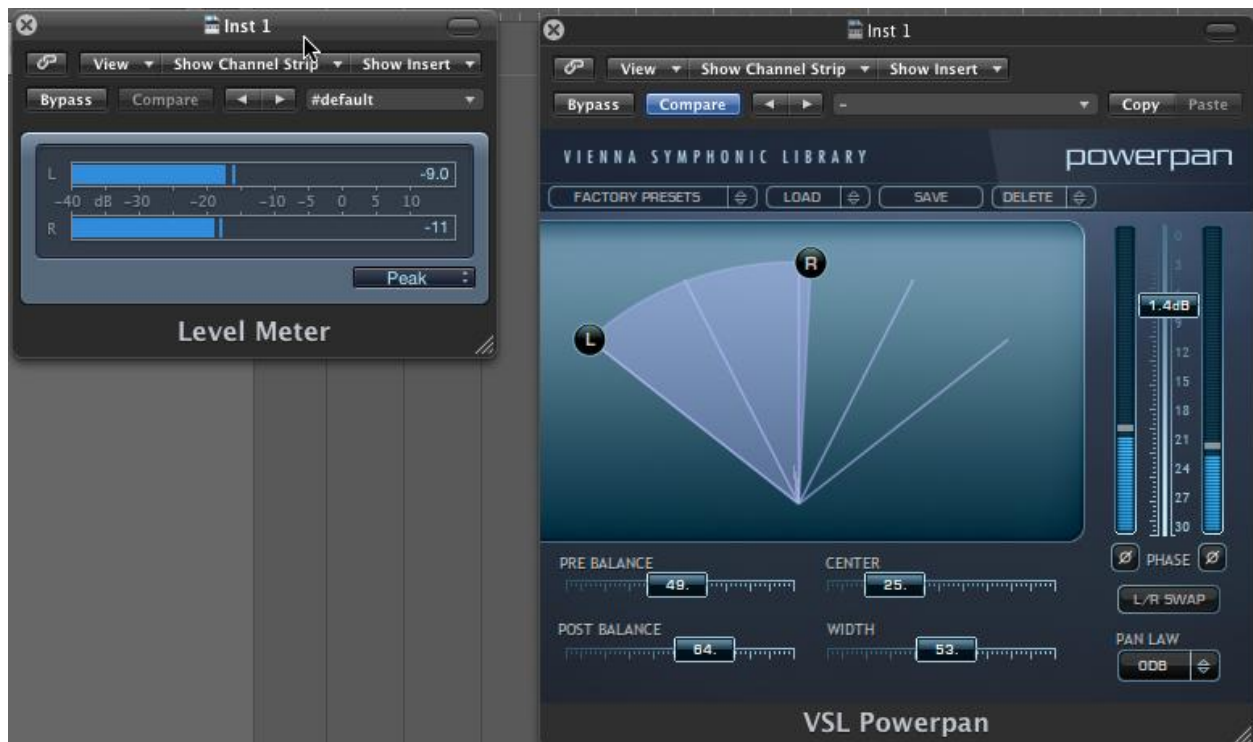 Inst 1
View Show Channel Strip Show Insert
Bypass Compare #default
L -9.0
-40 dB -30 -20 -10 -5 0 5 10
R -11
Peak
Level Meter
Inst 1
View Show Channel Strip Show Insert
Bypass Compare - Copy Paste
VIENNA SYMPHONIC LIBRARY powerpan
FACTORY PRESETS LOAD SAVE DELETE
L
R
0
3
1.4dB
9
12
15
18
21
24
27
30
PRE BALANCE 49.
CENTER 25.
Ø PHASE Ø
L/R SWAP
POST BALANCE 64.
WIDTH 53.
PAN LAW
0DB
VSL Powerpan